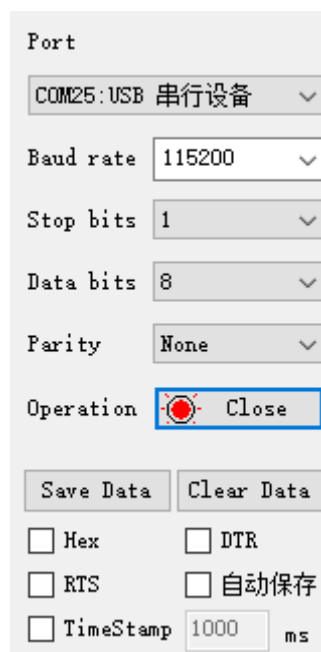 Port
COM25:USB 串行设备
Baud rate 115200
Stop bits 1
Data bits 8
Parity None
Operation Close
Save Data Clear Data
Hex DTR
RTS 自动保存
TimeStamp 1000 ms